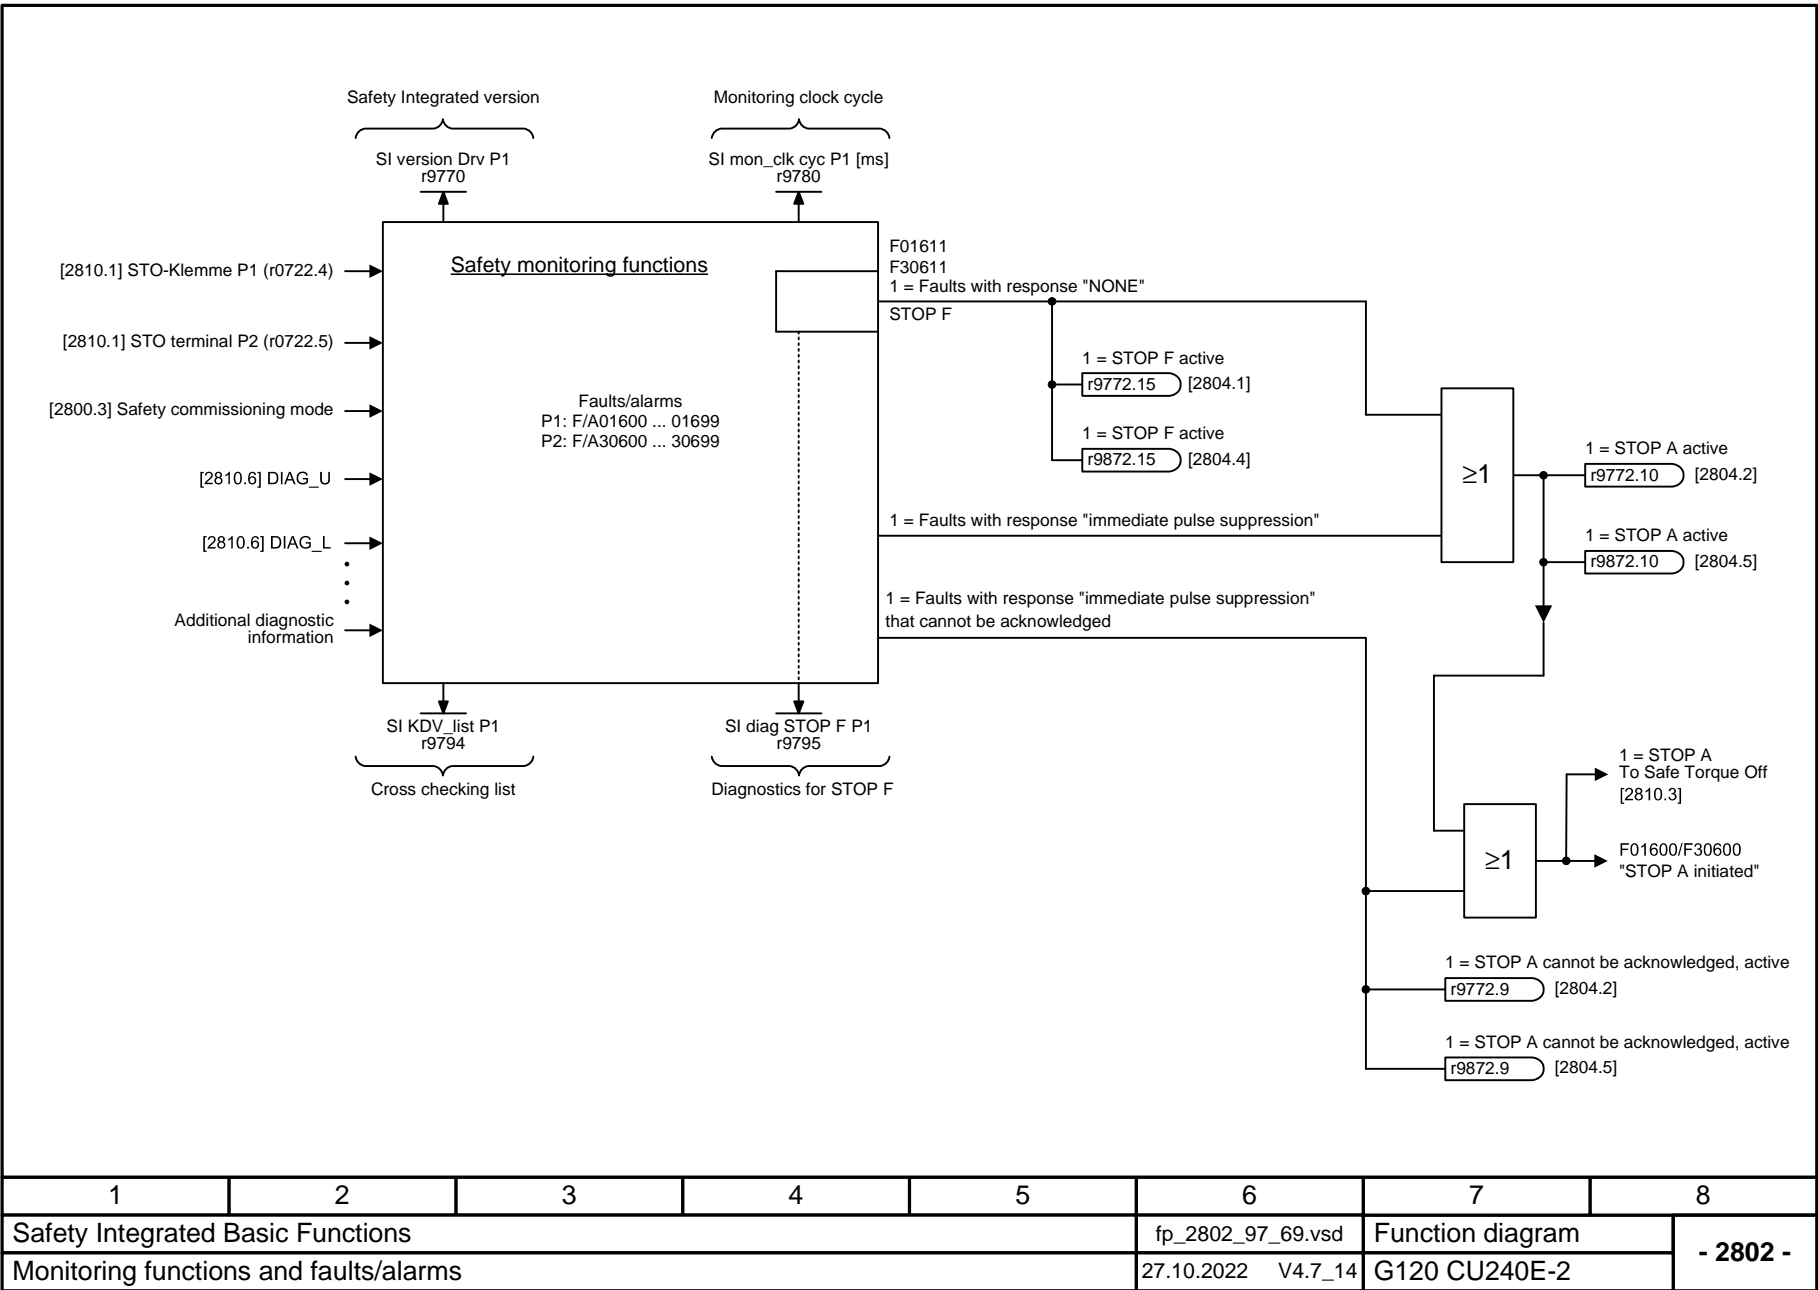 Safety Integrated version
Monitoring clock cycle
SI version Drv P1
r9770
SI mon_clk cyc P1 [ms]
r9780
[2810.1] STO-Klemme P1 (r0722.4)
[2810.1] STO terminal P2 (r0722.5)
[2800.3] Safety commissioning mode
[2810.6] DIAG_U
[2810.6] DIAG_L
Additional diagnostic
information
Safety monitoring functions
Faults/alarms
P1: F/A01600 ... 01699
P2: F/A30600 ... 30699
F01611
F30611
1 = Faults with response "NONE"
STOP F
1 = STOP F active
r9772.15 [2804.1]
1 = STOP F active
r9872.15 [2804.4]
1 = Faults with response "immediate pulse suppression"
1 = Faults with response "immediate pulse suppression"
that cannot be acknowledged
≥1
1 = STOP A active
r9772.10 [2804.2]
1 = STOP A active
r9872.10 [2804.5]
SI KDV_list P1
r9794
Cross checking list
SI diag STOP F P1
r9795
Diagnostics for STOP F
≥1
1 = STOP A
To Safe Torque Off
[2810.3]
F01600/F30600
"STOP A initiated"
1 = STOP A cannot be acknowledged, active
r9772.9 [2804.2]
1 = STOP A cannot be acknowledged, active
r9872.9 [2804.5]
1 2 3 4 5 6 7 8
Safety Integrated Basic Functions
fp_2802_97_69.vsd
Function diagram
- 2802 -
Monitoring functions and faults/alarms
27.10.2022 V4.7_14
G120 CU240E-2